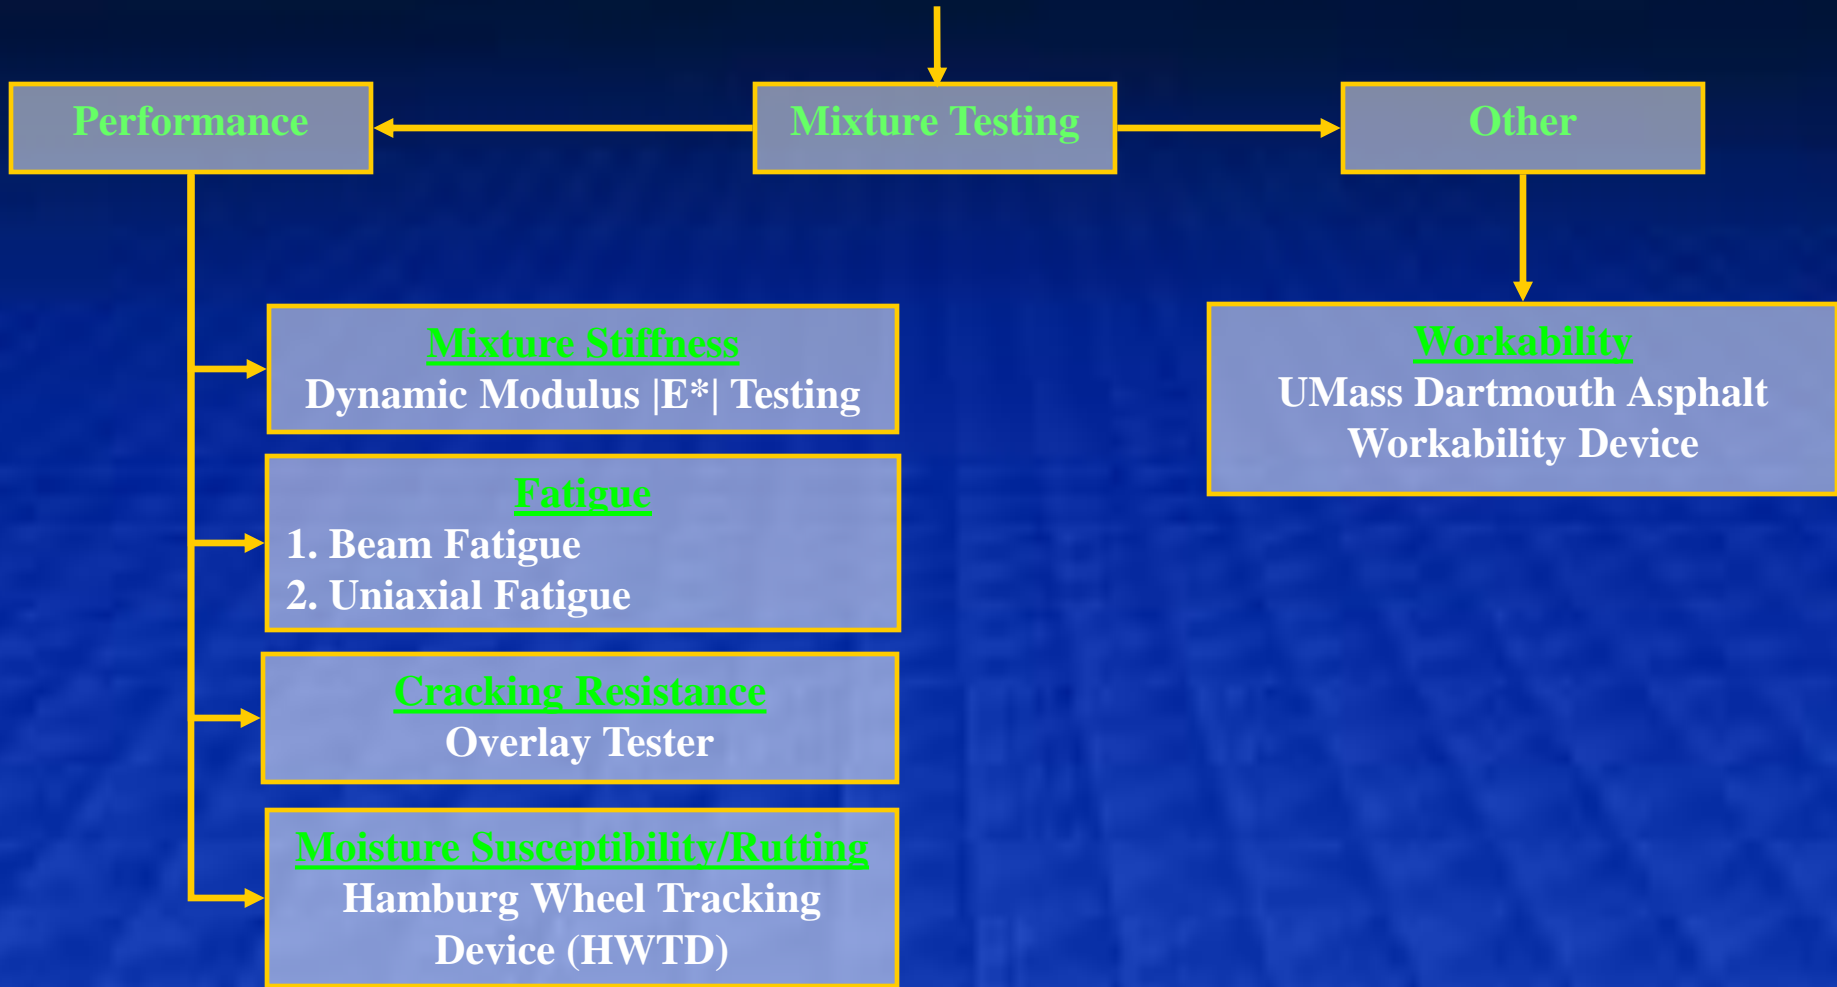 Performance
Mixture Testing
Other
Mixture Stiffness
Dynamic Modulus |E*| Testing
Fatigue
1. Beam Fatigue
2. Uniaxial Fatigue
Cracking Resistance
Overlay Tester
Moisture Susceptibility/Rutting
Hamburg Wheel Tracking
Device (HWTD)
Workability
UMass Dartmouth Asphalt
Workability Device